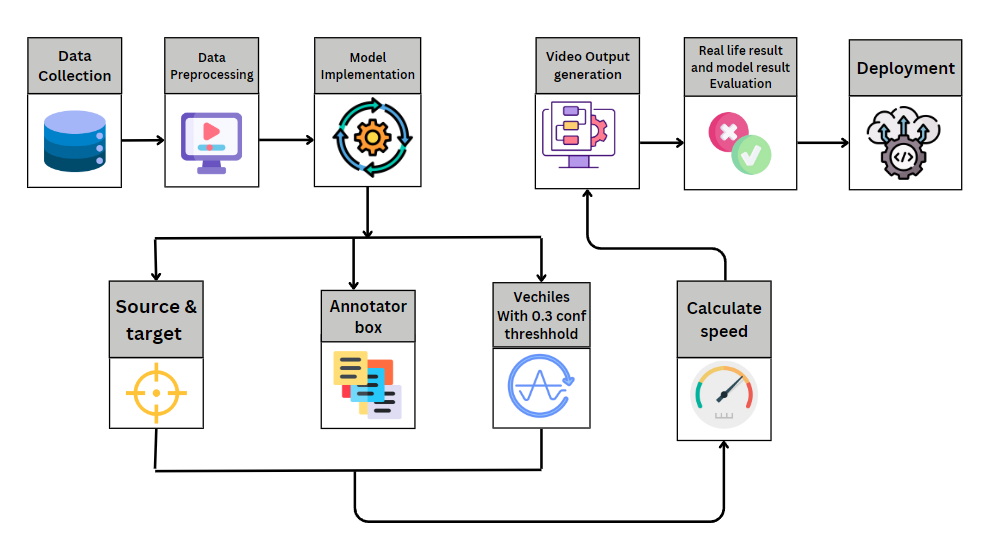 Data
Collection
Data
Preprocessing
Model
Implementation
Video Output
generation
Real life result
and model result
Evaluation
Deployment
Source &
target
Annotator
box
Vechiles
With 0.3 conf
threshhold
Calculate
speed